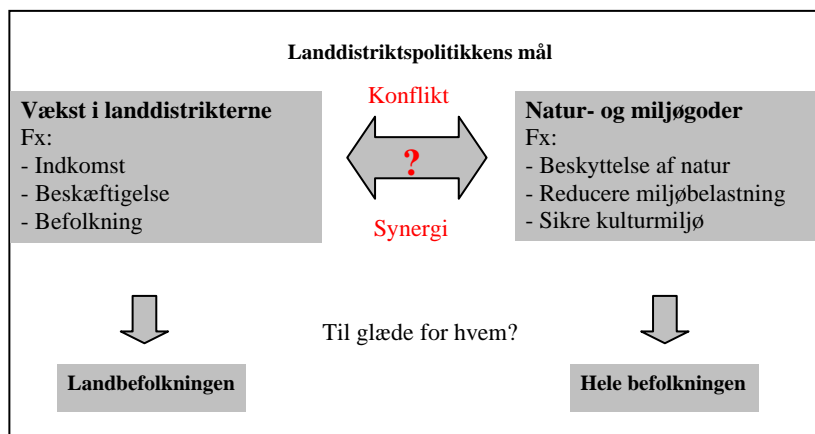 Landdistriktspolitikkens mål
Vækst i landdistrikterne
Fx:
- Indkomst
- Beskæftigelse
- Befolkning
Konflikt
?
Synergi
Natur- og miljøgoder
Fx:
- Beskyttelse af natur
- Reducere miljøbelastning
- Sikre kulturmiljø
Til glæde for hvem?
Landbefolkningen
Hele befolkningen